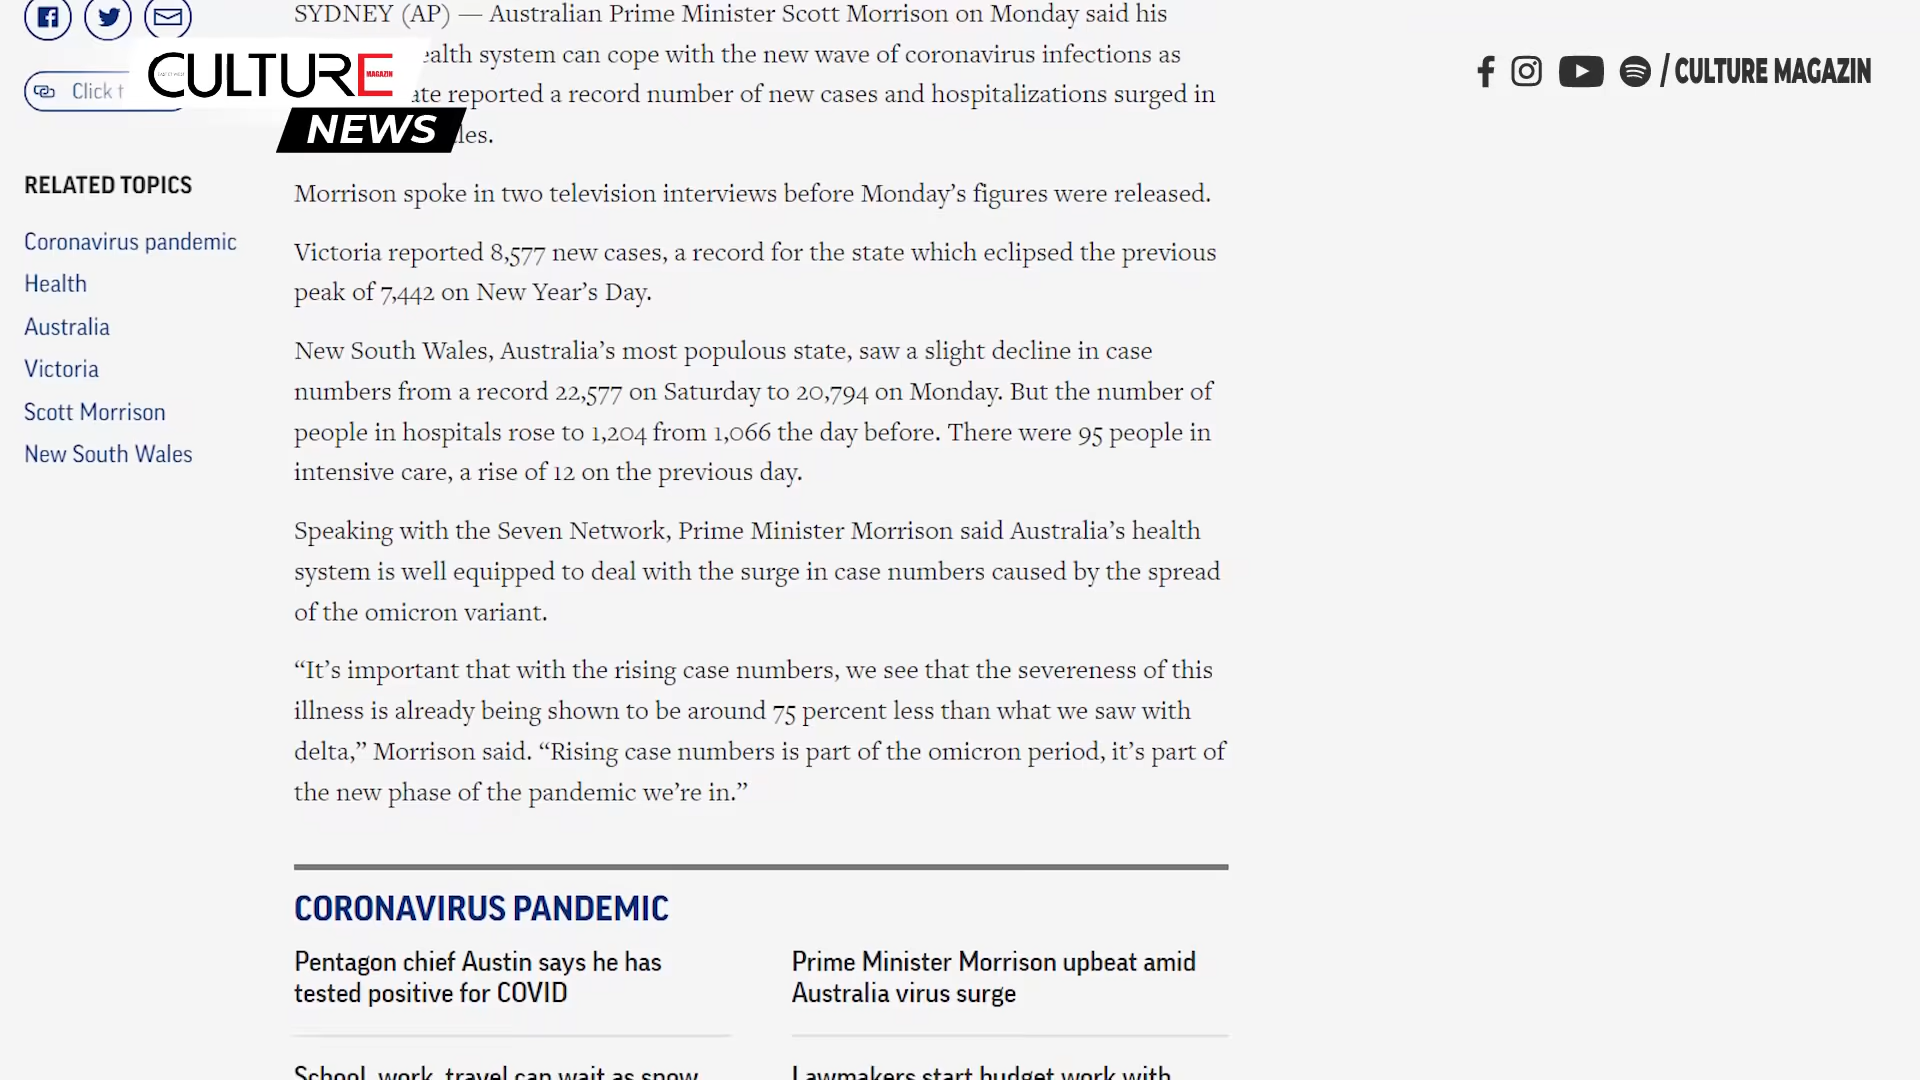 SYDNEY (AP) — Australian Prime Minister Scott Morrison on Monday said his
ealth system can cope with the new wave of coronavirus infections as
ate reported a record number of new cases and hospitalizations surged in
les.
Click t
CULTURE
MAGAZIN
NEWS
/ CULTURE MAGAZIN
RELATED TOPICS
Coronavirus pandemic
Health
Australia
Victoria
Scott Morrison
New South Wales
Morrison spoke in two television interviews before Monday’s figures were released.
Victoria reported 8,577 new cases, a record for the state which eclipsed the previous
peak of 7,442 on New Year’s Day.
New South Wales, Australia’s most populous state, saw a slight decline in case
numbers from a record 22,577 on Saturday to 20,794 on Monday. But the number of
people in hospitals rose to 1,204 from 1,066 the day before. There were 95 people in
intensive care, a rise of 12 on the previous day.
Speaking with the Seven Network, Prime Minister Morrison said Australia’s health
system is well equipped to deal with the surge in case numbers caused by the spread
of the omicron variant.
“It’s important that with the rising case numbers, we see that the severeness of this
illness is already being shown to be around 75 percent less than what we saw with
delta,” Morrison said. “Rising case numbers is part of the omicron period, it’s part of
the new phase of the pandemic we’re in.”
CORONAVIRUS PANDEMIC
Pentagon chief Austin says he has
tested positive for COVID
Prime Minister Morrison upbeat amid
Australia virus surge
School, work, travel can wait as snow
Lawmakers start budget work with